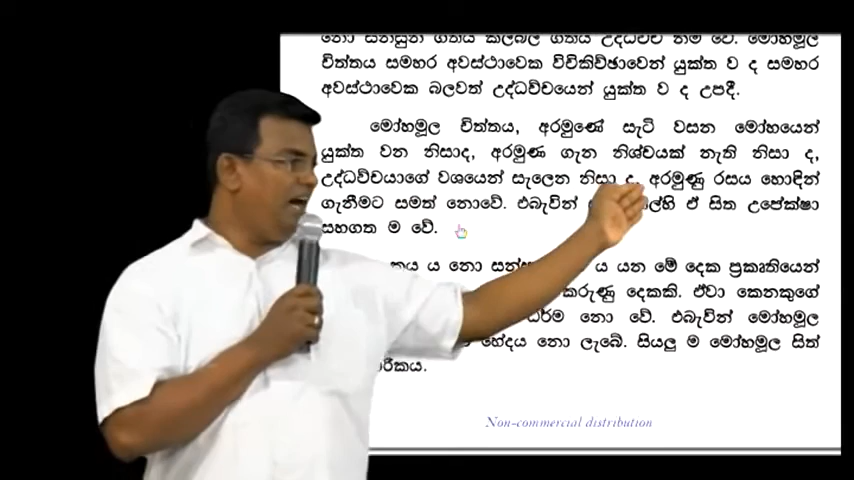 නො සන්සුන් ගතිය කලබල ගතිය උද්ධච්ච නම් වේ. මෝහමූල
චිත්තය සමහර අවස්ථාවෙක විචිකිච්ඡාවෙන් යුක්ත ව ද සමහර
අවස්ථාවෙක බලවත් උද්ධච්චයෙන් යුක්ත ව ද උපදී.
මෝහමූල චිත්තය, අරමුණේ සැටි වසන මෝහයෙන්
යුක්ත වන නිසාද, අරමුණ ගැන නිශ්චයක් නැති නිසා ද,
උද්ධච්චයාගේ වශයෙන් සැලෙන නිසා ද, අරමුණු රසය හොඳින්
ගැනීමට සමත් නොවේ. එබැවින් ඒ සිත උපේක්ෂා
සහගත ම වේ.
ය නො ය යන මේ දෙක ප්‍රකෘතියෙන්
කරුණු දෙකකි. ඒවා කෙනකුගේ
නො වේ. එබැවින් මෝහමූල
භේදය නො ලැබේ. සියලු ම මෝහමූල සිත්
Non-commercial distribution